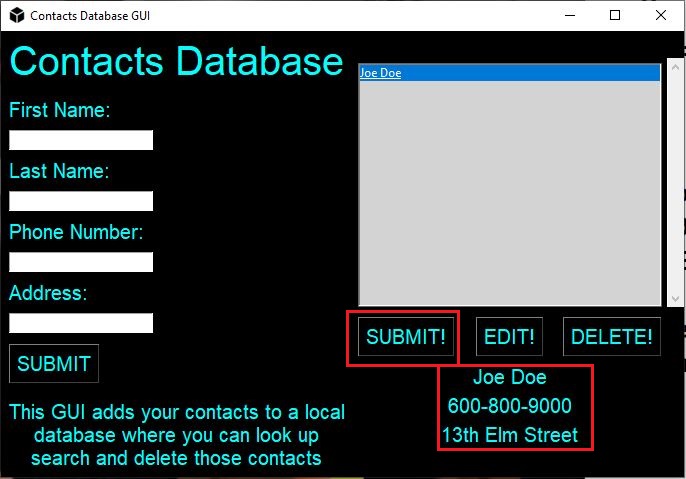 Contacts Database GUI
Contacts Database
First Name:
Last Name:
Phone Number:
Address:
SUBMIT
This GUI adds your contacts to a local
database where you can look up
search and delete those contacts
Joe Doe
SUBMIT!
EDIT!
DELETE!
Joe Doe
600-800-9000
13th Elm Street